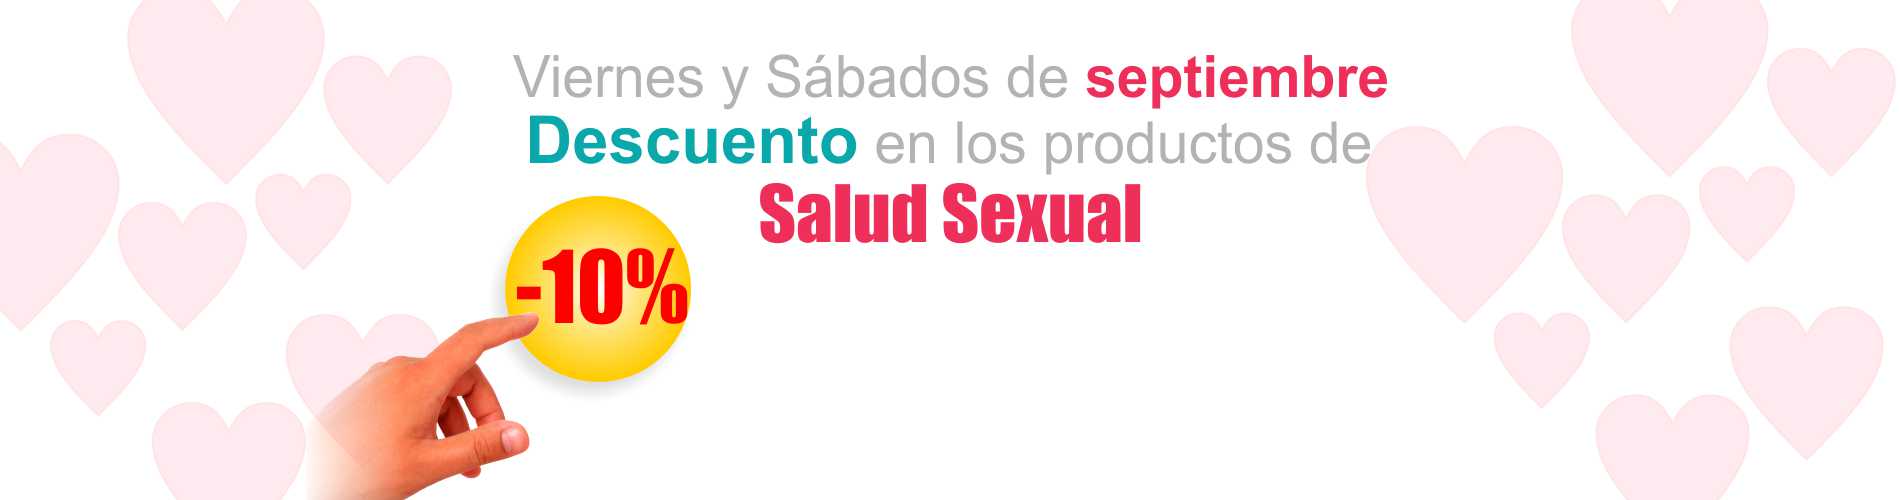 Viernes y Sábados de septiembre
Descuento en los productos de
Salud Sexual
-10%